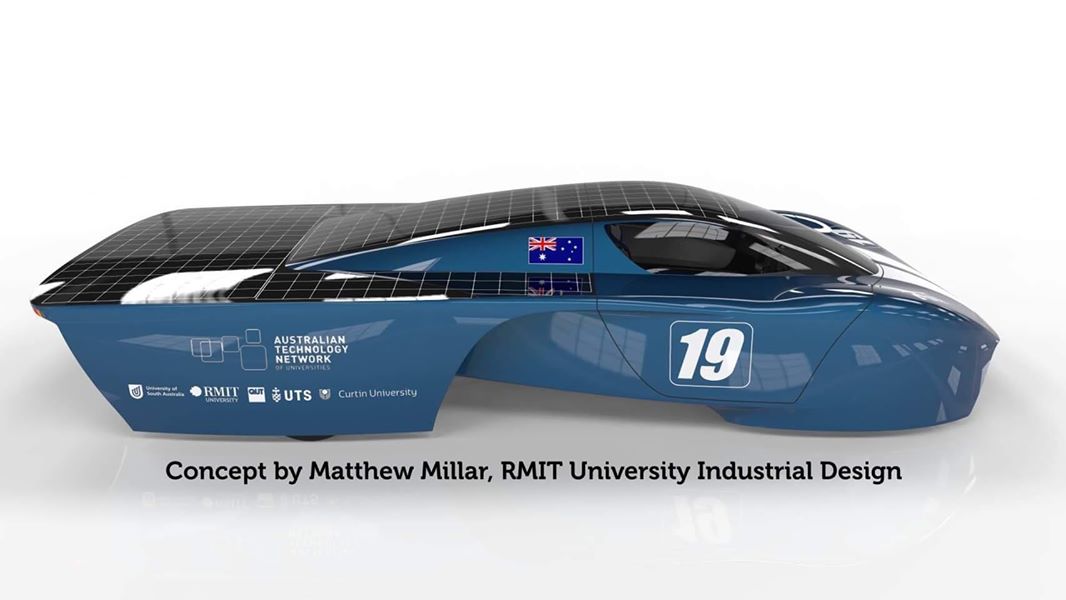 AUSTRALIAN
TECHNOLOGY
NETWORK
OF UNIVERSITIES
University of
South Australia
RMIT
UNIVERSITY
QUT
UTS
Curtin University
19
Concept by Matthew Millar, RMIT University Industrial Design